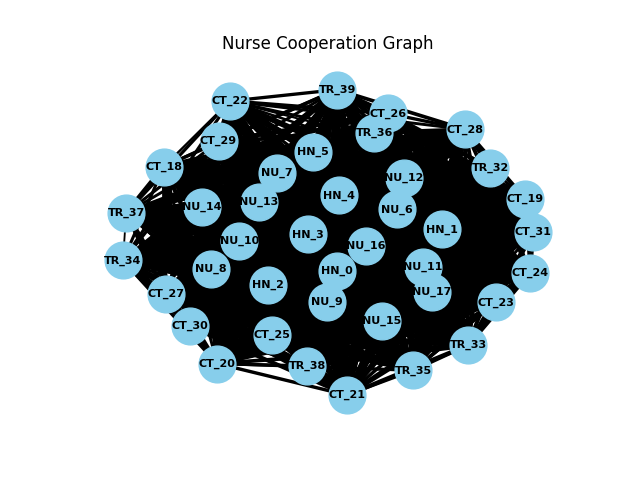 Nurse Cooperation Graph
TR_39
CT_22
CT_26
CT_28
TR_36
CT_29
HN_5
CT_18
TR_32
NU_7
NU_12
HN_4
CT_19
NU_13
NU_14
NU_6
TR_37
HN_1
CT_31
HN_3
NU_10
NU_16
TR_34
NU_11
NU_8
HN_0
CT_24
HN_2
NU_17
CT_27
NU_9
CT_23
NU_15
CT_30
CT_25
TR_33
CT_20
TR_38
TR_35
CT_21